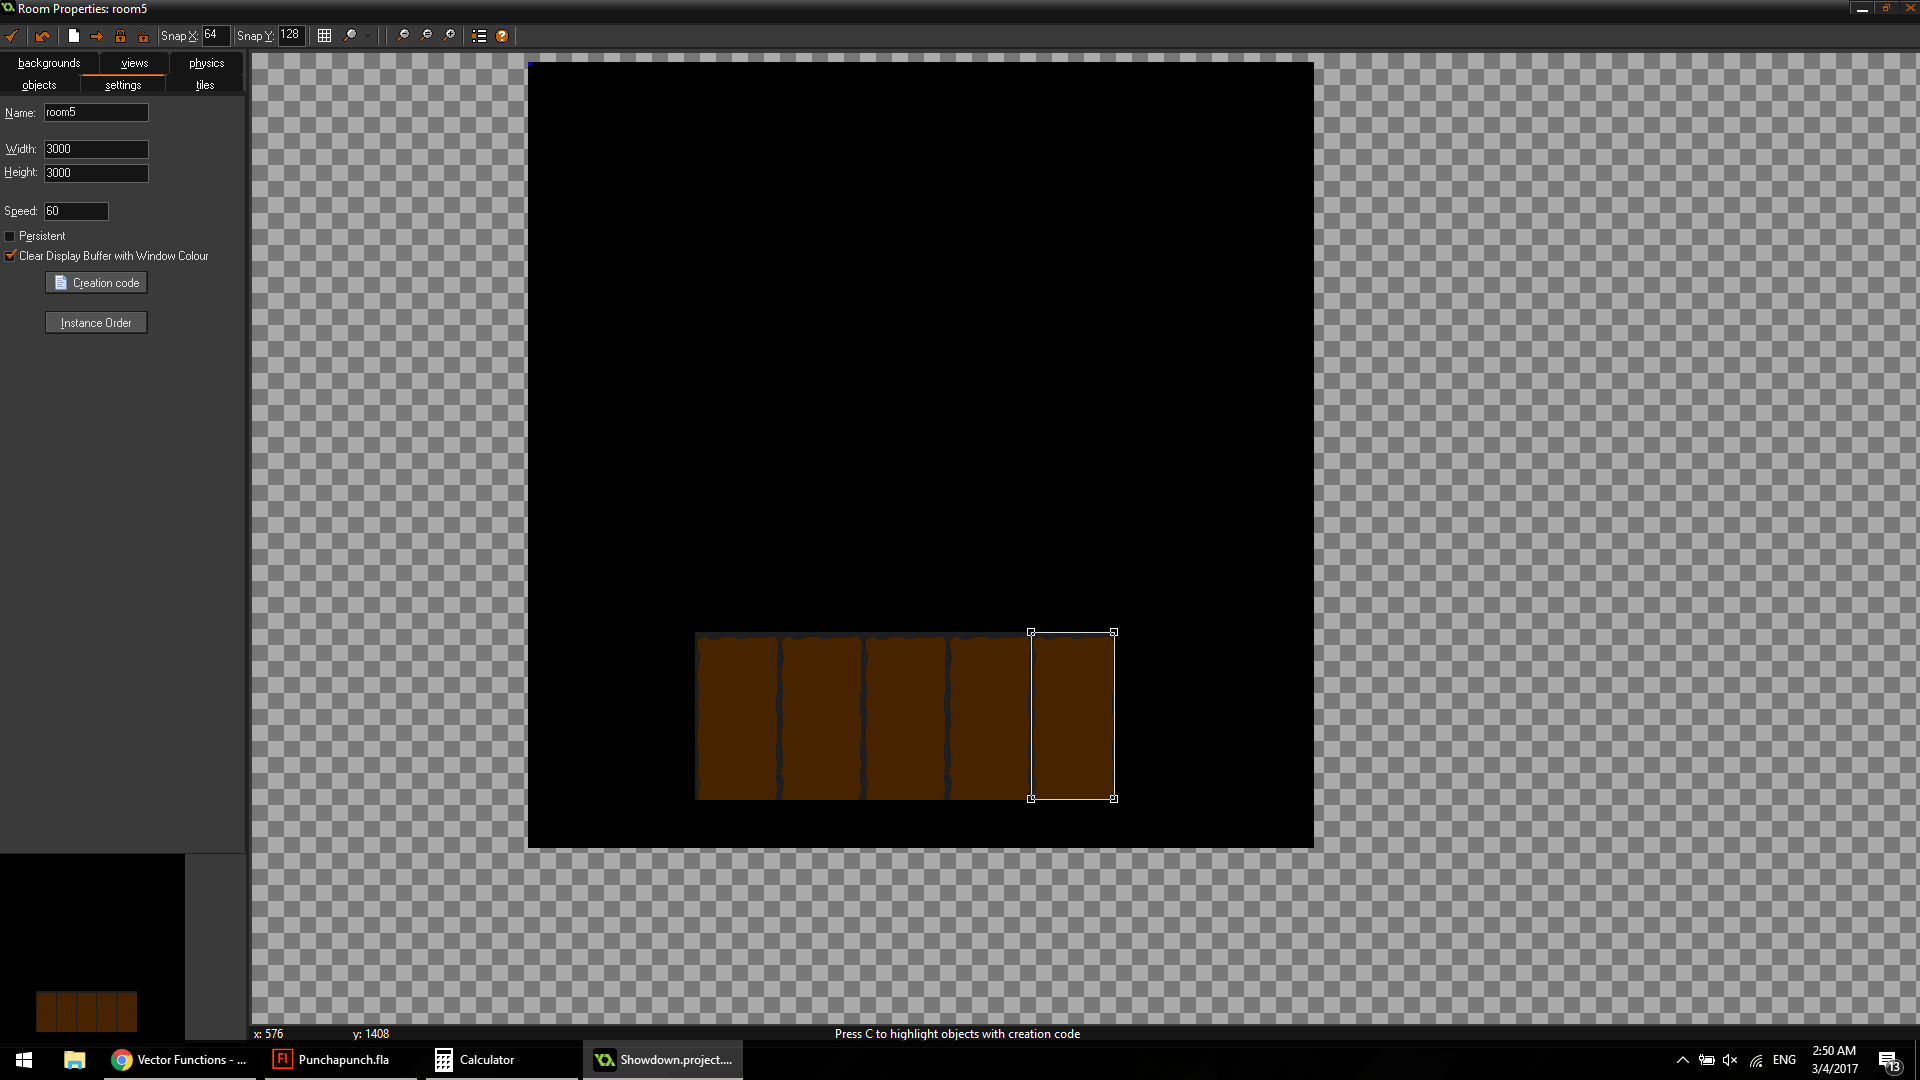 Room Properties: room5
Snap X: 64 Snap Y: 128
backgrounds views physics
objects settings tiles
Name: room5
Width: 3000
Height: 3000
Speed: 60
Persistent
Clear Display Buffer with Window Colour
Creation code
Instance Order
x: 576 y: 1408 Press C to highlight objects with creation code
Vector Functions - ... Fl Punchapunch.fla Calculator Showdown.project.... ENG 2:50 AM
3/4/2017 13